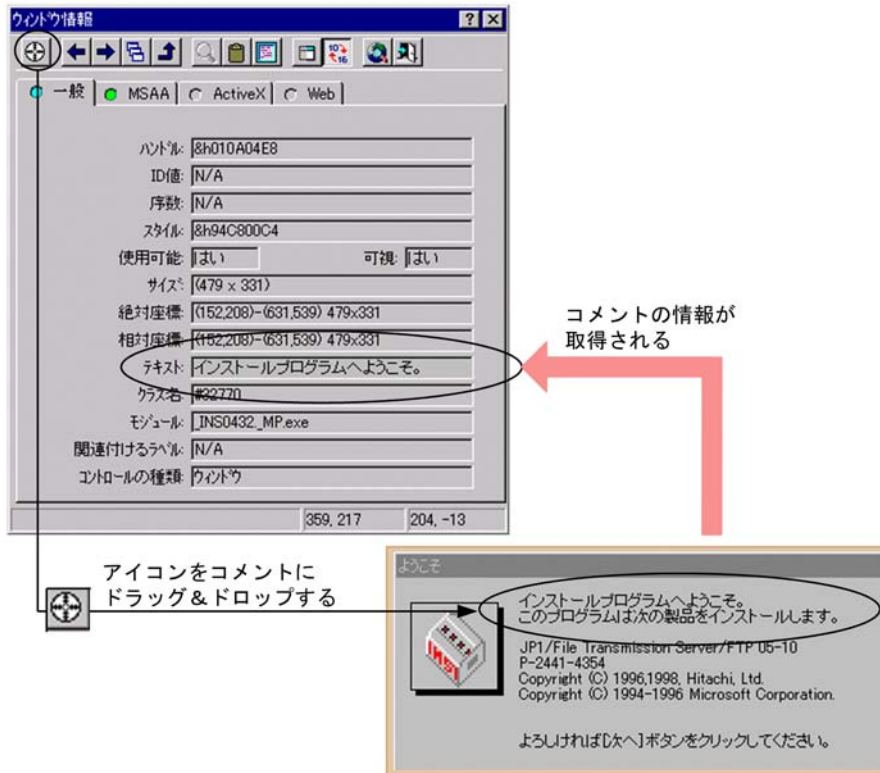 ウィンドウ情報
一般
MSAA
ActiveX
Web
ハンドル: &h010A04E8
ID値: N/A
序数: N/A
スタイル: &h94C800C4
使用可能: はい 可視: はい
サイズ: (479 x 331)
絶対座標: (152,208)-(631,539) 479x331
相対座標: (152,208)-(631,539) 479x331
テキスト: インストールプログラムへようこそ。
クラス名: #32770
モジュール: _INS0432._MP.exe
関連付けるラベル: N/A
コントロールの種類: ウィンドウ
359, 217 204, -13
コメントの情報が
取得される
アイコンをコメントに
ドラッグ＆ドロップする
ようこそ
インストールプログラムへようこそ。
このプログラムは次の製品をインストールします。
JP1/File Transmission Server/FTP 05-10
P-2441-4354
Copyright (C) 1996,1998, Hitachi, Ltd.
Copyright (C) 1994-1996 Microsoft Corporation.
よろしければ[次へ]ボタンをクリックしてください。